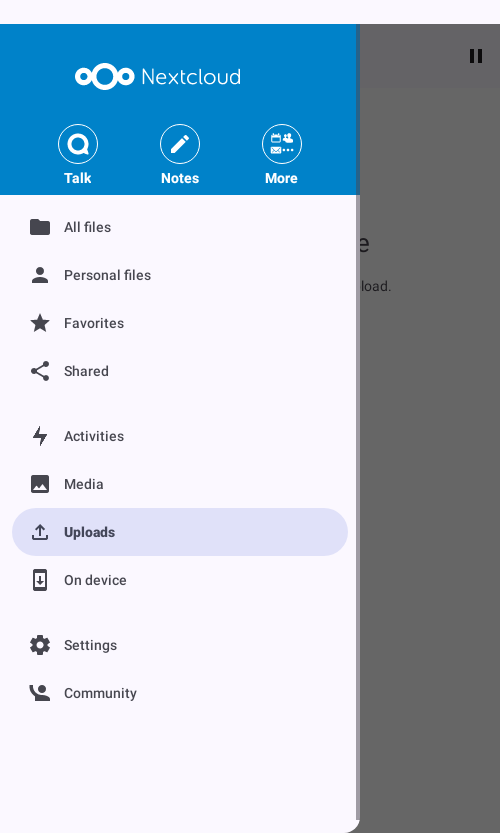 Nextcloud
Talk
Notes
More
All files
Personal files
Favorites
Shared
Activities
Media
Uploads
On device
Settings
Community
e
load.